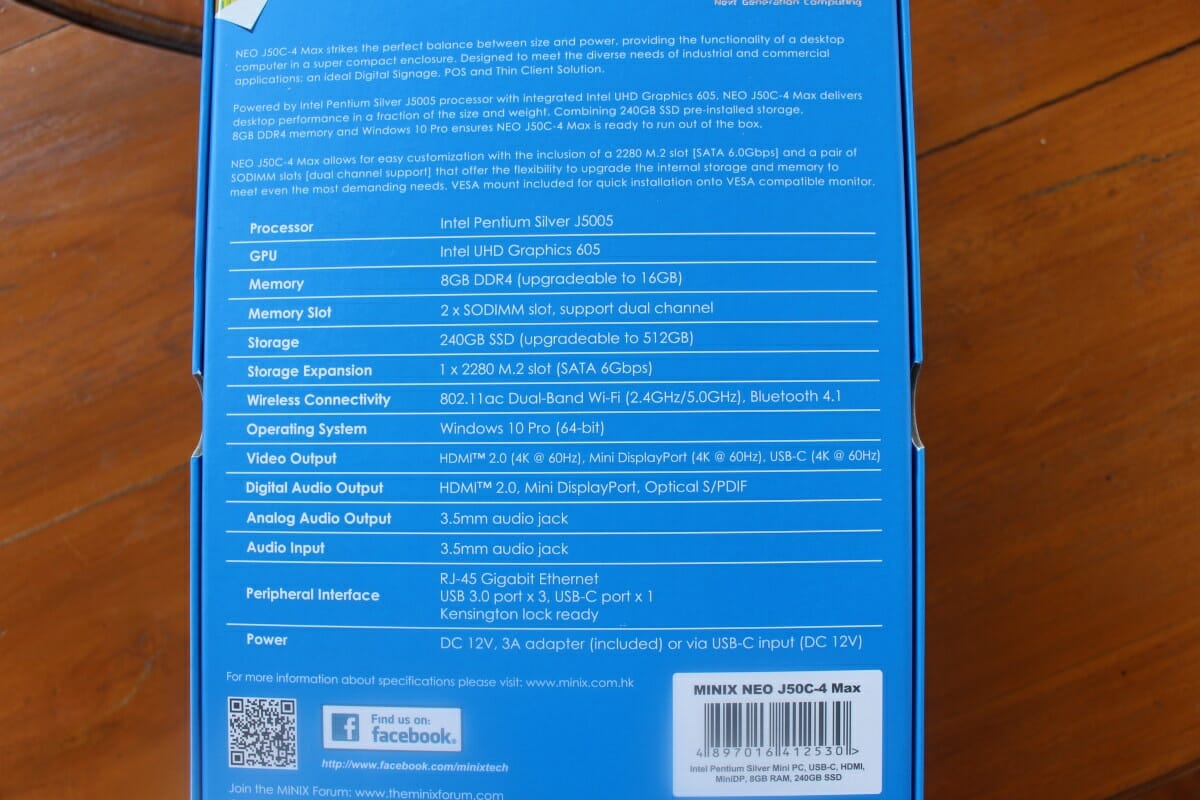 Next Generation Computing
NEO J50C-4 Max strikes the perfect balance between size and power, providing the functionality of a desktop
computer in a super compact enclosure. Designed to meet the diverse needs of industrial and commercial
applications; an ideal Digital Signage, POS and Thin Client Solution.
Powered by Intel Pentium Silver J5005 processor with integrated Intel UHD Graphics 605, NEO J50C-4 Max delivers
desktop performance in a fraction of the size and weight. Combining 240GB SSD pre-installed storage,
8GB DDR4 memory and Windows 10 Pro ensures NEO J50C-4 Max is ready to run out of the box.
NEO J50C-4 Max allows for easy customization with the inclusion of a 2280 M.2 slot [SATA 6.0Gbps] and a pair of
SODIMM slots [dual channel support] that offer the flexibility to upgrade the internal storage and memory to
meet even the most demanding needs. VESA mount included for quick installation onto VESA compatible monitor.
Processor Intel Pentium Silver J5005
GPU Intel UHD Graphics 605
Memory 8GB DDR4 (upgradeable to 16GB)
Memory Slot 2 x SODIMM slot, support dual channel
Storage 240GB SSD (upgradeable to 512GB)
Storage Expansion 1 x 2280 M.2 slot (SATA 6Gbps)
Wireless Connectivity 802.11ac Dual-Band Wi-Fi (2.4GHz/5.0GHz), Bluetooth 4.1
Operating System Windows 10 Pro (64-bit)
Video Output HDMI™ 2.0 (4K @ 60Hz), Mini DisplayPort (4K @ 60Hz), USB-C (4K @ 60Hz)
Digital Audio Output HDMI™ 2.0, Mini DisplayPort, Optical S/PDIF
Analog Audio Output 3.5mm audio jack
Audio Input 3.5mm audio jack
Peripheral Interface RJ-45 Gigabit Ethernet
USB 3.0 port x 3, USB-C port x 1
Kensington lock ready
Power DC 12V, 3A adapter (included) or via USB-C input (DC 12V)
For more information about specifications please visit: www.minix.com.hk
Find us on:
facebook.
http://www.facebook.com/minixtech
Join the MINIX Forum: www.theminixforum.com
MINIX NEO J50C-4 Max
4 897016 412530 >
Intel Pentium Silver Mini PC, USB-C, HDMI,
MiniDP, 8GB RAM, 240GB SSD